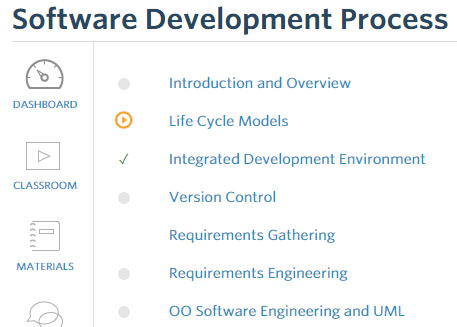 Software Development Process
DASHBOARD
CLASSROOM
MATERIALS
Introduction and Overview
Life Cycle Models
Integrated Development Environment
Version Control
Requirements Gathering
Requirements Engineering
OO Software Engineering and UML